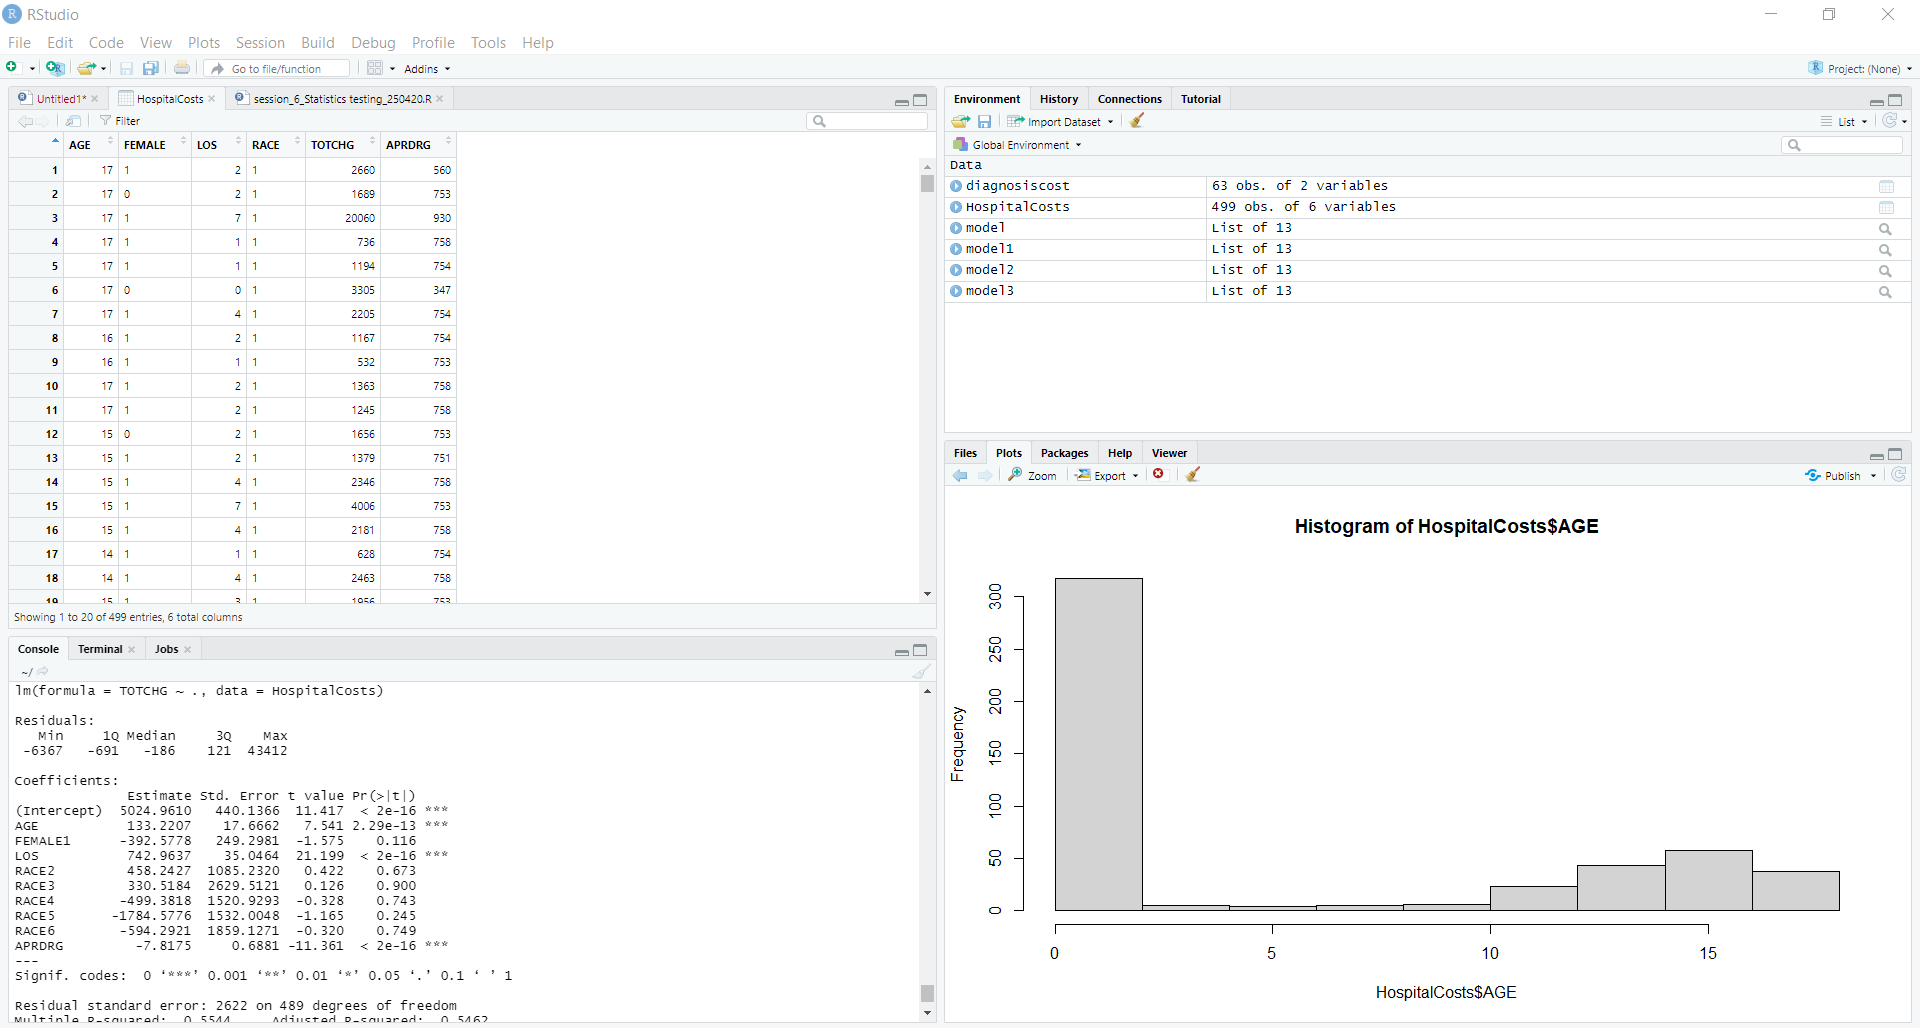 RStudio
File Edit Code View Plots Session Build Debug Profile Tools Help
Go to file/function Addins Project: (None)
Untitled1* HospitalCosts session_6_Statistics testing_250420.R
Filter
AGE FEMALE LOS RACE TOTCHG APRDRG
1 17 1 2 1 2660 560
2 17 0 2 1 1689 753
3 17 1 7 1 20060 930
4 17 1 1 1 736 758
5 17 1 1 1 1194 754
6 17 0 0 1 3305 347
7 17 1 4 1 2205 754
8 16 1 2 1 1167 754
9 16 1 1 1 532 753
10 17 1 2 1 1363 758
11 17 1 2 1 1245 758
12 15 0 2 1 1656 753
13 15 1 2 1 1379 751
14 15 1 4 1 2346 758
15 15 1 7 1 4006 753
16 15 1 4 1 2181 758
17 14 1 1 1 628 754
18 14 1 4 1 2463 758
19 15 1 3 1 1956 753
Showing 1 to 20 of 499 entries, 6 total columns
Console Terminal Jobs
~/
lm(formula = TOTCHG ~ ., data = HospitalCosts)
Residuals:
Min 1Q Median 3Q Max
-6367 -691 -186 121 43412
Coefficients:
Estimate Std. Error t value Pr(>|t|)
(Intercept) 5024.9610 440.1366 11.417 < 2e-16 ***
AGE 133.2207 17.6662 7.541 2.29e-13 ***
FEMALE1 -392.5778 249.2981 -1.575 0.116
LOS 742.9637 35.0464 21.199 < 2e-16 ***
RACE2 458.2427 1085.2320 0.422 0.673
RACE3 330.5184 2629.5121 0.126 0.900
RACE4 -499.3818 1520.9293 -0.328 0.743
RACE5 -1784.5776 1532.0048 -1.165 0.245
RACE6 -594.2921 1859.1271 -0.320 0.749
APRDRG -7.8175 0.6881 -11.361 < 2e-16 ***
---
Signif. codes: 0 ‘***’ 0.001 ‘**’ 0.01 ‘*’ 0.05 ‘.’ 0.1 ‘ ’ 1
Residual standard error: 2622 on 489 degrees of freedom
Multiple R-squared: 0.5544, Adjusted R-squared: 0.5462
Environment History Connections Tutorial
Import Dataset List
Global Environment
Data
diagnosiscost 63 obs. of 2 variables
HospitalCosts 499 obs. of 6 variables
model List of 13
model1 List of 13
model2 List of 13
model3 List of 13
Files Plots Packages Help Viewer
Zoom Export Publish
Histogram of HospitalCosts$AGE
Frequency
300
250
200
150
100
50
0
0 5 10 15
HospitalCosts$AGE